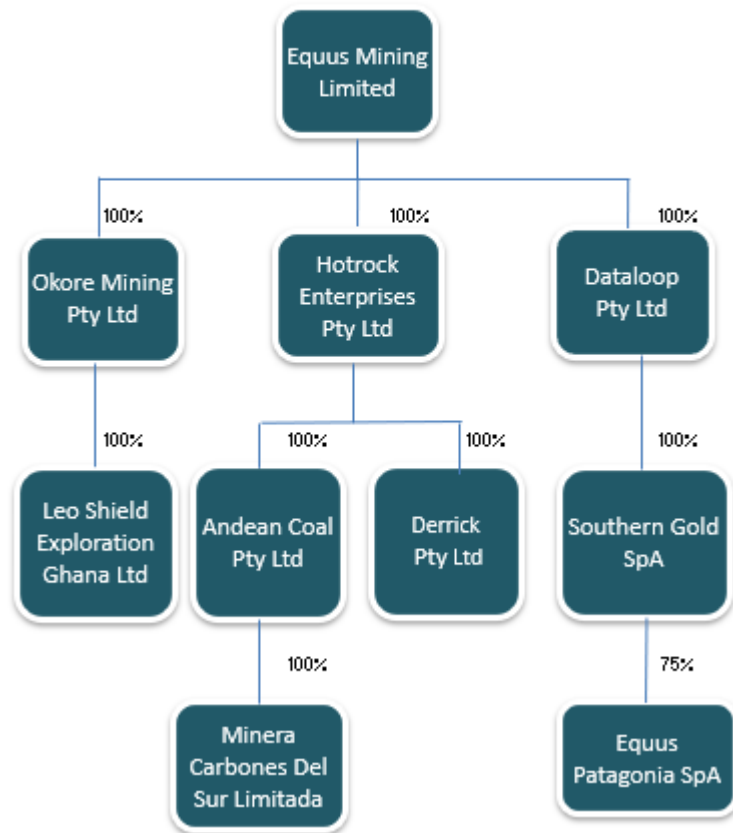 Equus Mining
Limited
100%
100%
100%
Okore Mining
Pty Ltd
Hotrock
Enterprises
Pty Ltd
Dataloop
Pty Ltd
100%
100%
100%
100%
Leo Shield
Exploration
Ghana Ltd
Andean Coal
Pty Ltd
Derrick
Pty Ltd
Southern Gold
SpA
100%
75%
Minera
Carbones Del
Sur Limitada
Equus
Patagonia SpA